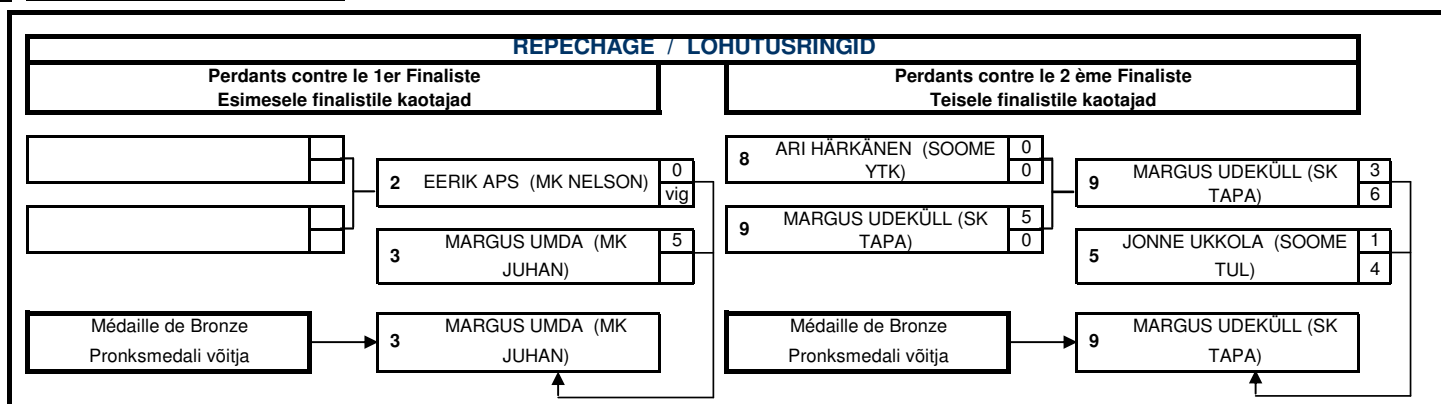 REPECHAGE / LOHUTUSRINGID
Perdants contre le 1er Finaliste
Esimesele finalistile kaotajad
Perdants contre le 2 ème Finaliste
Teisele finalistile kaotajad
2 EERIK APS (MK NELSON) 0
vig
3 MARGUS UMDA (MK JUHAN) 5
Médaille de Bronze
Pronksmedali võitja
3 MARGUS UMDA (MK
JUHAN)
8 ARI HÄRKÄNEN (SOOME 0
YTK) 0
9 MARGUS UDEKÜLL (SK 5
TAPA) 0
9 MARGUS UDEKÜLL (SK 3
TAPA) 6
5 JONNE UKKOLA (SOOME 1
TUL) 4
Médaille de Bronze
Pronksmedali võitja
9 MARGUS UDEKÜLL (SK
TAPA)